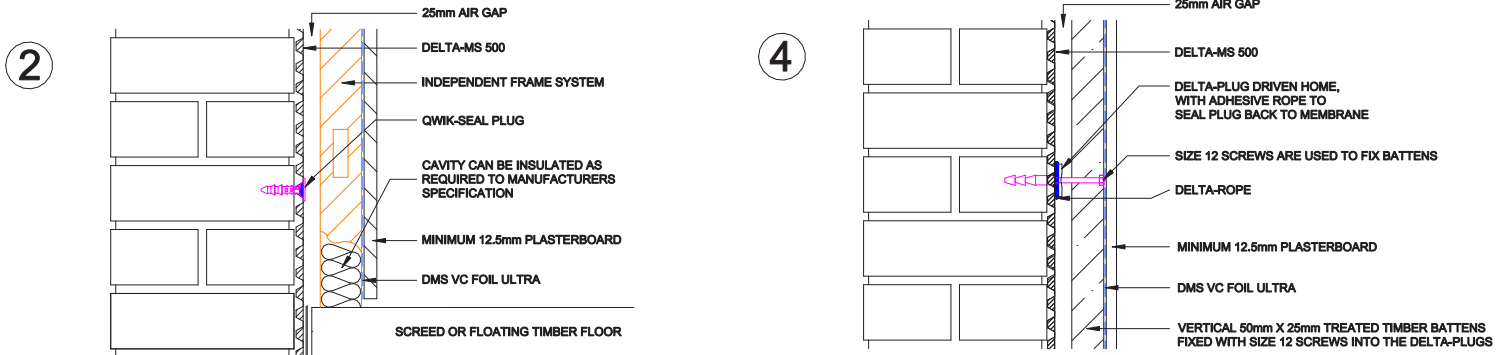 2
25mm AIR GAP
DELTA-MS 500
INDEPENDENT FRAME SYSTEM
QWIK-SEAL PLUG
CAVITY CAN BE INSULATED AS
REQUIRED TO MANUFACTURERS
SPECIFICATION
MINIMUM 12.5mm PLASTERBOARD
DMS VC FOIL ULTRA
SCREED OR FLOATING TIMBER FLOOR
4
25mm AIR GAP
DELTA-MS 500
DELTA-PLUG DRIVEN HOME,
WITH ADHESIVE ROPE TO
SEAL PLUG BACK TO MEMBRANE
SIZE 12 SCREWS ARE USED TO FIX BATTENS
DELTA-ROPE
MINIMUM 12.5mm PLASTERBOARD
DMS VC FOIL ULTRA
VERTICAL 50mm X 25mm TREATED TIMBER BATTENS
FIXED WITH SIZE 12 SCREWS INTO THE DELTA-PLUGS